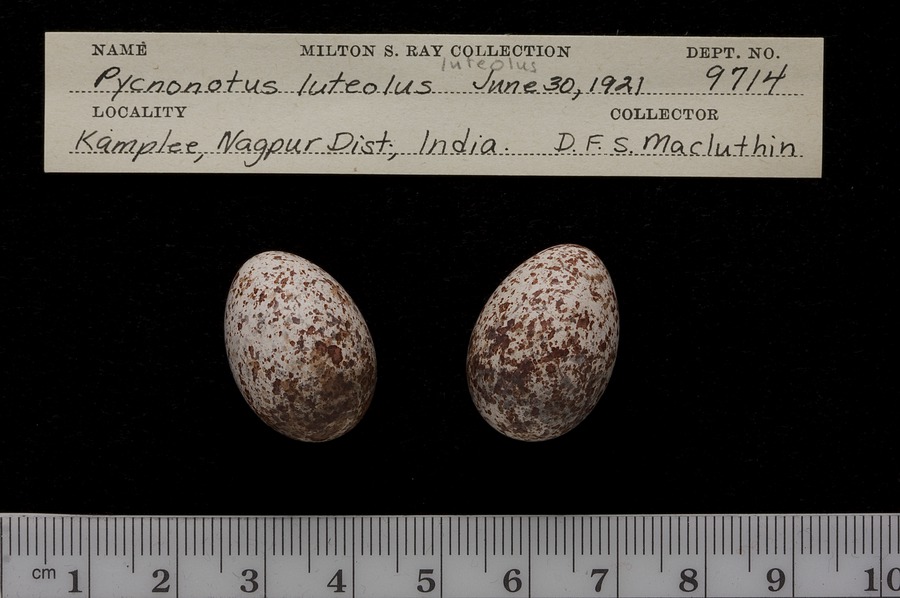 NAME MILTON S. RAY COLLECTION DEPT. NO.
luteolus
Pycnonotus luteolus June 30, 1921 9714
LOCALITY COLLECTOR
Kamplee, Nagpur Dist., India. D.F.S. Macluthin
cm 1 2 3 4 5 6 7 8 9 10